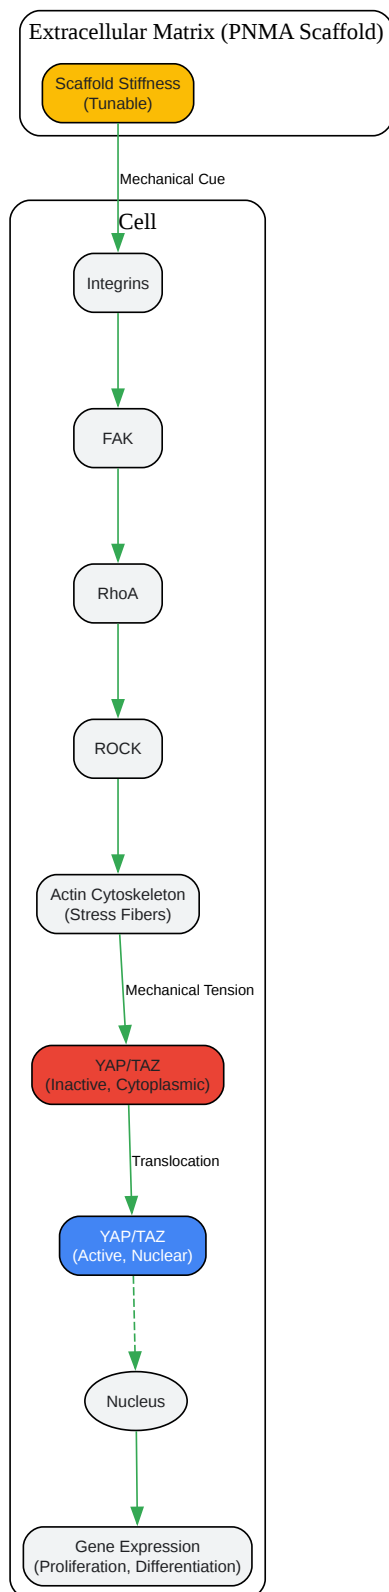 Extracellular Matrix (PNMA Scaffold)
Scaffold Stiffness
(Tunable)
Mechanical Cue
Cell
Integrins
FAK
RhoA
ROCK
Actin Cytoskeleton
(Stress Fibers)
Mechanical Tension
YAP/TAZ
(Inactive, Cytoplasmic)
Translocation
YAP/TAZ
(Active, Nuclear)
Nucleus
Gene Expression
(Proliferation, Differentiation)